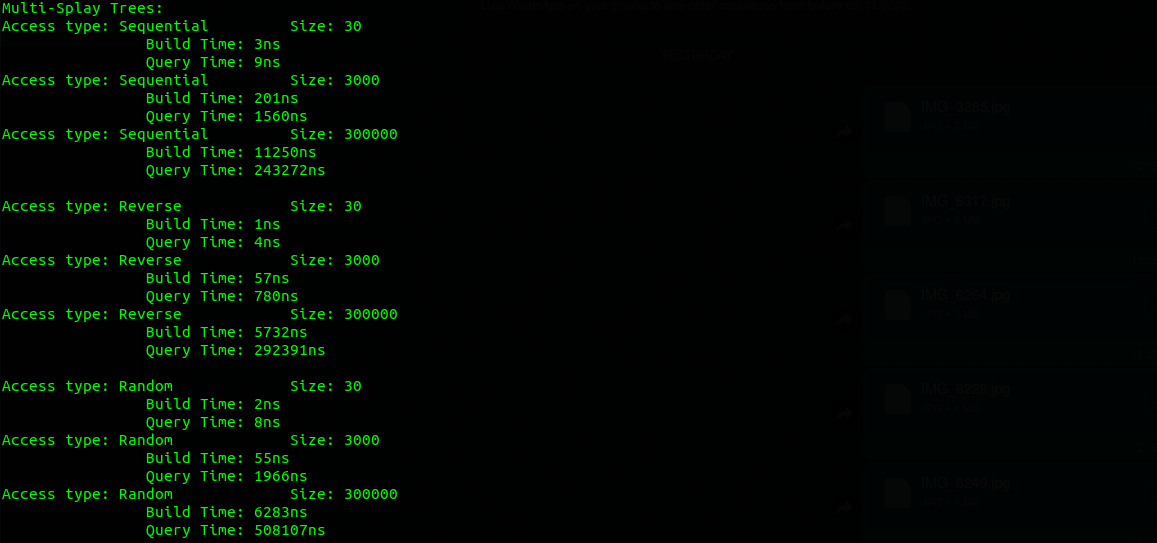 Multi-Splay Trees:
Access type: Sequential Size: 30
Build Time: 3ns
Query Time: 9ns
Access type: Sequential Size: 3000
Build Time: 201ns
Query Time: 1560ns
Access type: Sequential Size: 300000
Build Time: 11250ns
Query Time: 243272ns
Access type: Reverse Size: 30
Build Time: 1ns
Query Time: 4ns
Access type: Reverse Size: 3000
Build Time: 57ns
Query Time: 780ns
Access type: Reverse Size: 300000
Build Time: 5732ns
Query Time: 292391ns
Access type: Random Size: 30
Build Time: 2ns
Query Time: 8ns
Access type: Random Size: 3000
Build Time: 55ns
Query Time: 1966ns
Access type: Random Size: 300000
Build Time: 6283ns
Query Time: 508107ns
YESTERDAY
IMG_3285.jpg
IMG_6317.jpg
IMG_6264.jpg
IMG_6238.jpg
IMG_6249.jpg